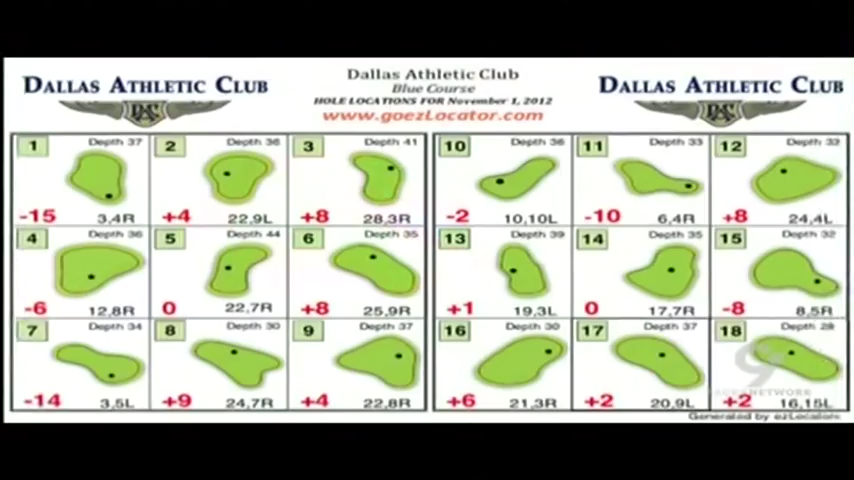 DALLAS ATHLETIC CLUB
DAC
Dallas Athletic Club
Blue Course
HOLE LOCATIONS FOR November 1, 2012
www.goezLocator.com
DALLAS ATHLETIC CLUB
DAC
1 Depth 37
-15 3,4R
2 Depth 36
+4 22,9L
3 Depth 41
+8 28,3R
10 Depth 36
-2 10,10L
11 Depth 33
-10 6,4R
12 Depth 32
+8 24,4L
4 Depth 36
-6 12,8R
5 Depth 44
0 22,7R
6 Depth 35
+8 25,9R
13 Depth 39
+1 19,3L
14 Depth 35
0 17,7R
15 Depth 32
-8 8,5R
7 Depth 34
-14 3,5L
8 Depth 30
+9 24,7R
9 Depth 37
+4 22,8R
16 Depth 30
+6 21,3R
17 Depth 37
+2 20,9L
18 Depth 28
+2 16,15L
9
NETWORK
Generated by ezLocator